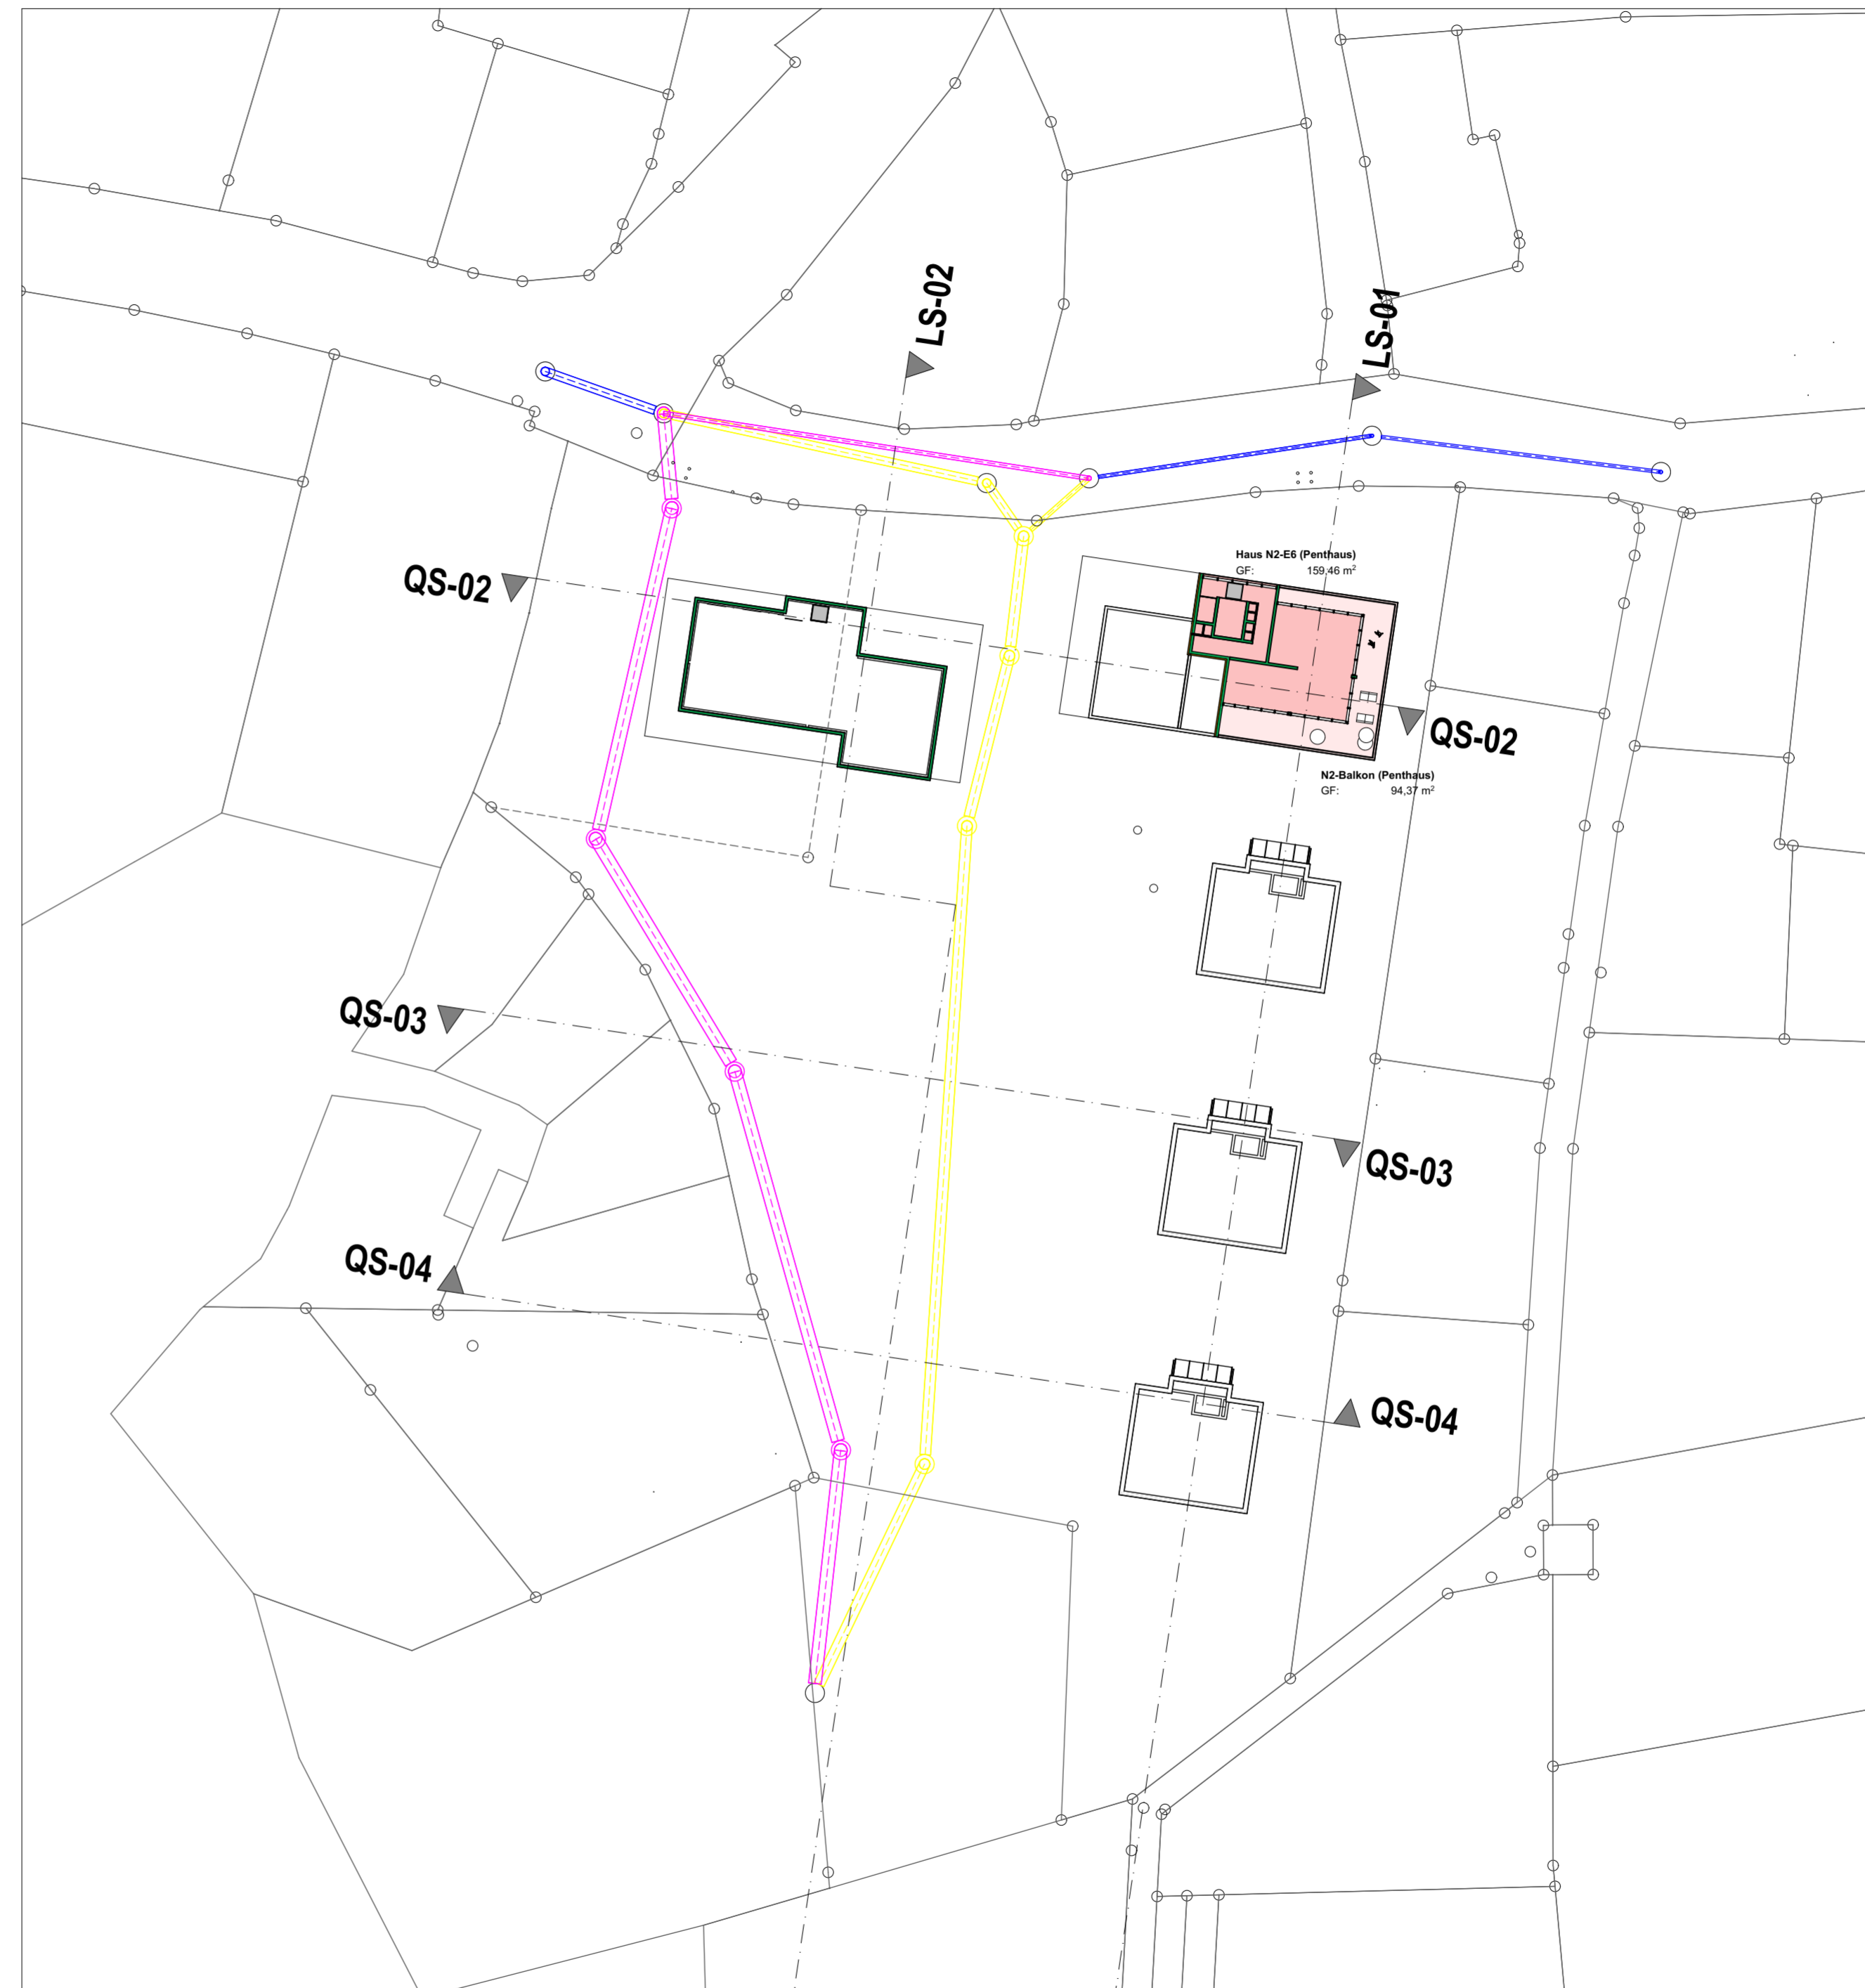 LS-02
LS-01
QS-02
Haus N2-E6 (Penthaus)
GF: 159,46 m²
QS-02
N2-Balkon (Penthaus)
GF: 94,37 m²
QS-03
QS-03
QS-04
QS-04